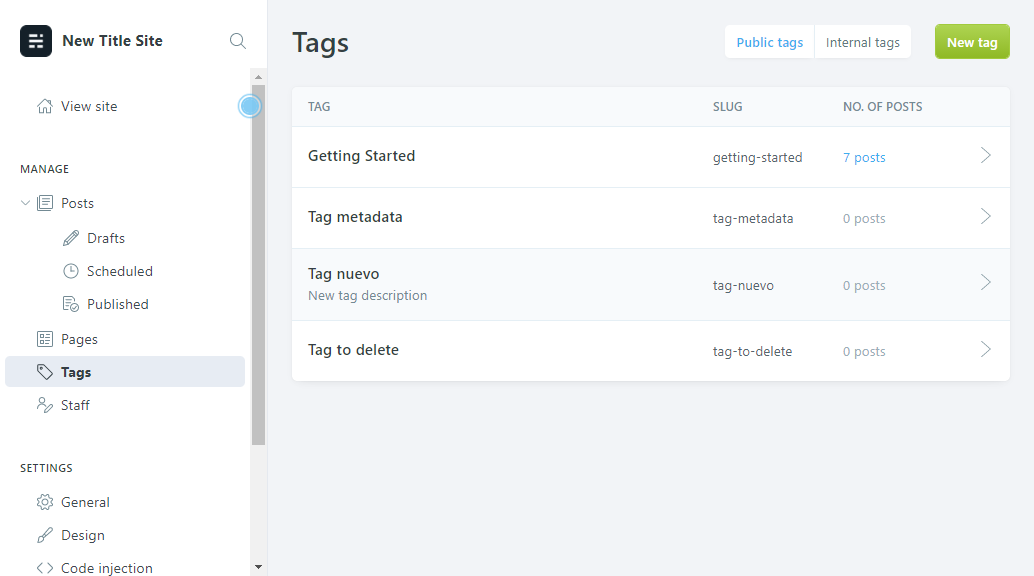 New Title Site
View site
MANAGE
Posts
Drafts
Scheduled
Published
Pages
Tags
Staff
SETTINGS
General
Design
Code injection
Tags
Public tags Internal tags New tag
TAG SLUG NO. OF POSTS
Getting Started getting-started 7 posts
Tag metadata tag-metadata 0 posts
Tag nuevo
New tag description tag-nuevo 0 posts
Tag to delete tag-to-delete 0 posts